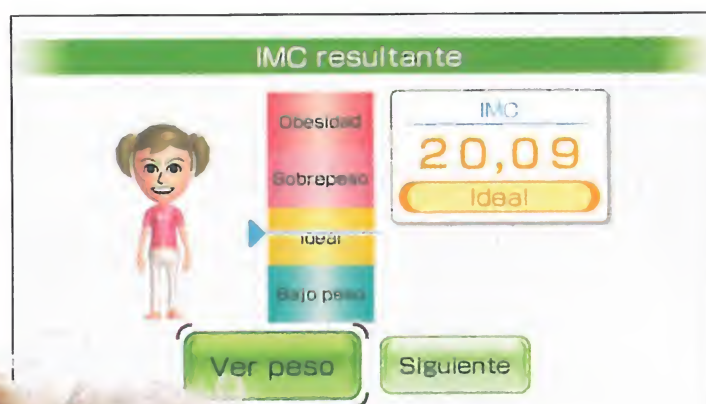 IMC resultante
Obesidad
Sobrepeso
Ideal
Bajo peso
IMC
20,09
Ideal
Ver peso
Siguiente